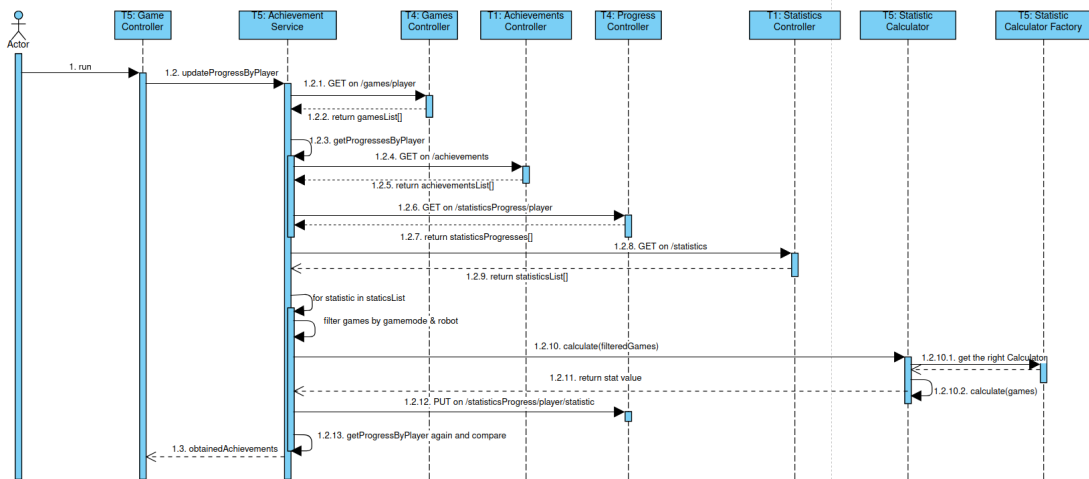 T5: Game
Controller
T5: Achievement
Service
T4: Games
Controller
T1: Achievements
Controller
T4: Progress
Controller
T1: Statistics
Controller
T5: Statistic
Calculator
T5: Statistic
Calculator Factory
Actor
1. run
1.2. updateProgressByPlayer
1.2.1. GET on /games/player
1.2.2. return gamesList[]
1.2.3. getProgressesByPlayer
1.2.4. GET on /achievements
1.2.5. return achievementsList[]
1.2.6. GET on /statisticsProgress/player
1.2.7. return statisticsProgresses[]
1.2.8. GET on /statistics
1.2.9. return statisticsList[]
for statistic in staticsList
filter games by gamemode & robot
1.2.10. calculate(filteredGames)
1.2.10.1. get the right Calculator
1.2.11. return stat value
1.2.10.2. calculate(games)
1.2.12. PUT on /statisticsProgress/player/statistic
1.2.13. getProgressByPlayer again and compare
1.3. obtainedAchievements